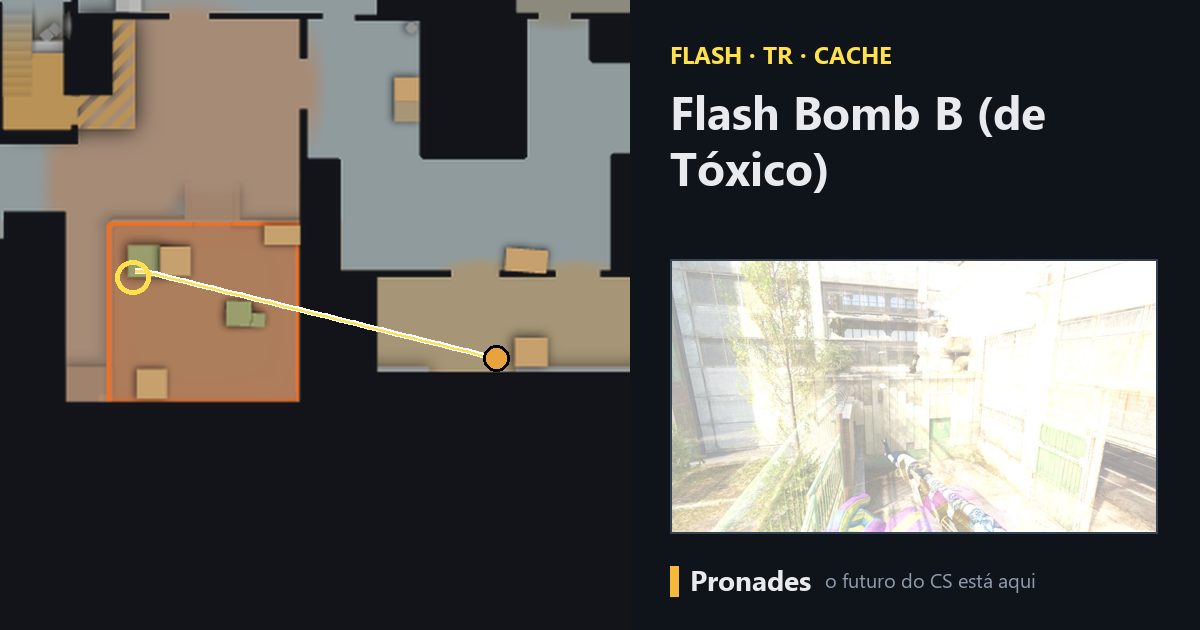 FLASH · TR · CACHE
Flash Bomb B (de
Tóxico)
Pronades o futuro do CS está aqui